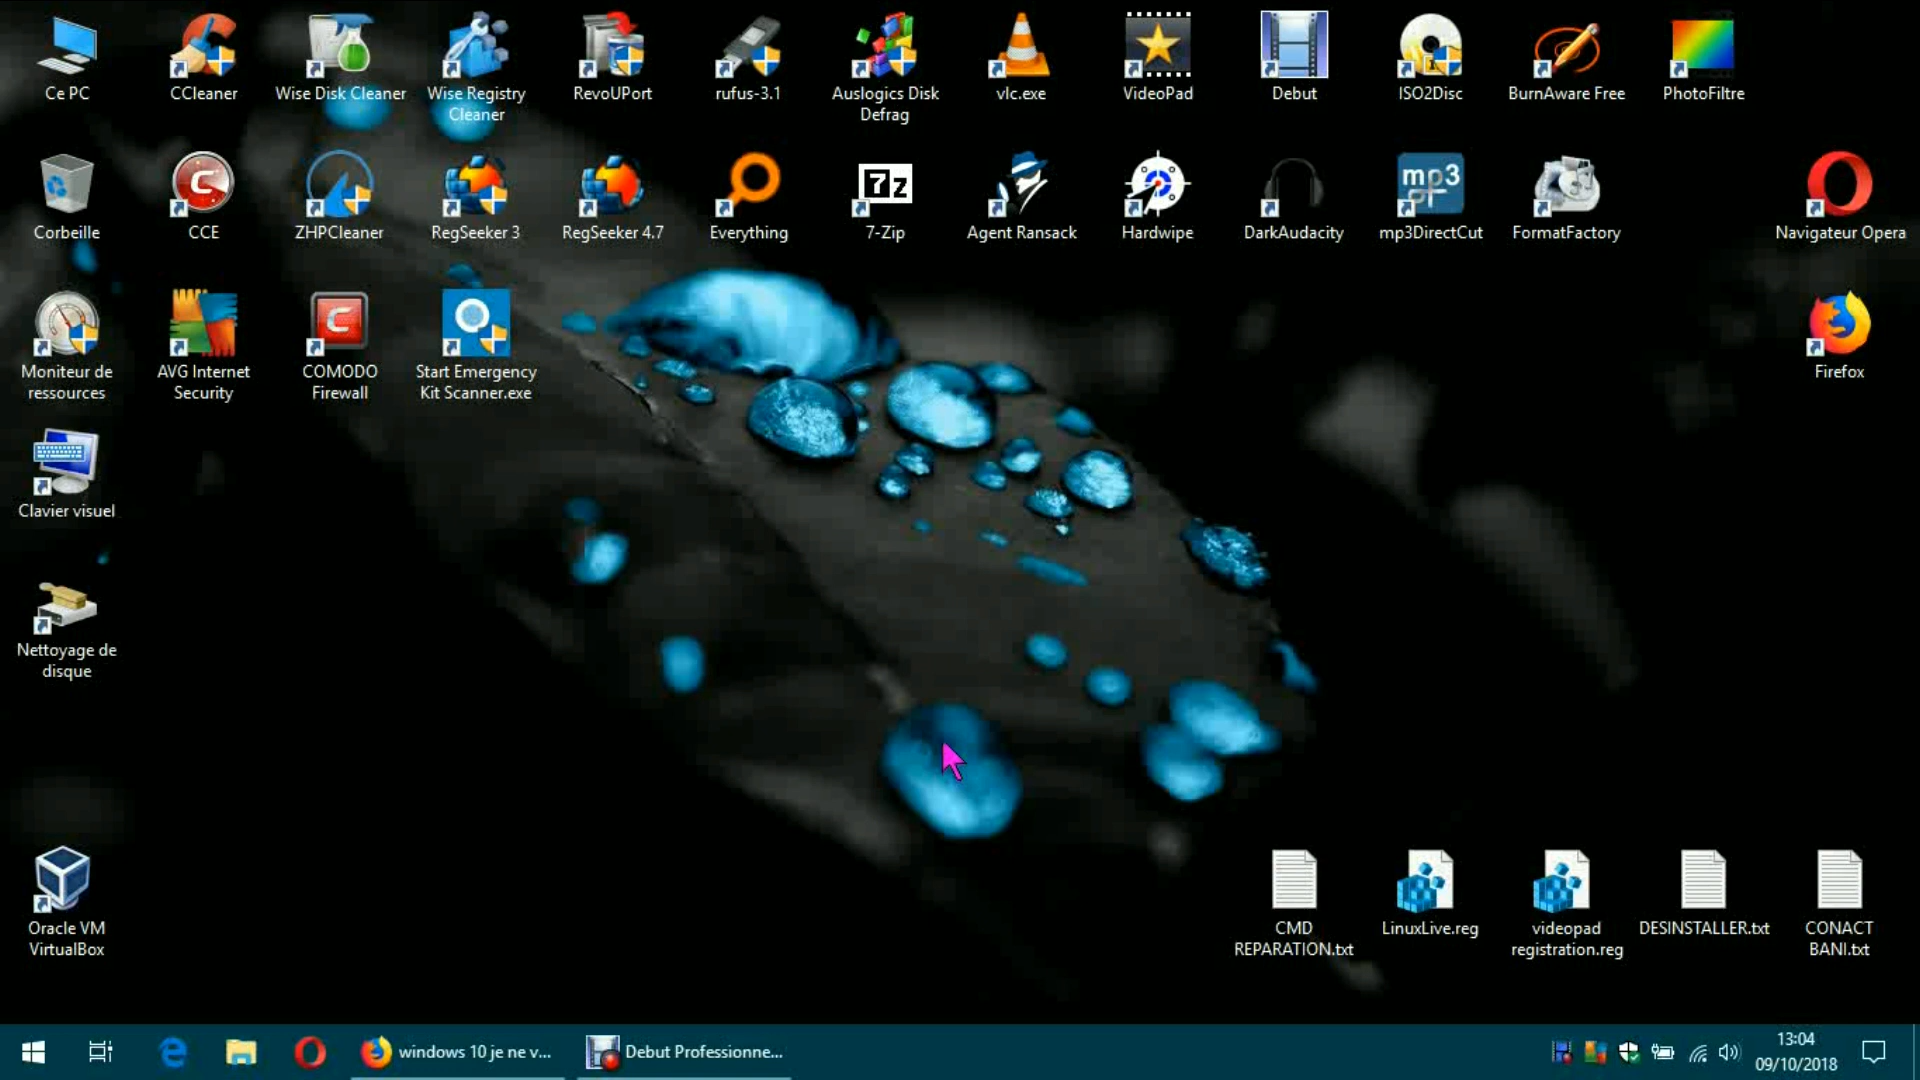 Ce PC
CCleaner
Wise Disk Cleaner
Wise Registry
Cleaner
RevoUPort
rufus-3.1
Auslogics Disk
Defrag
vlc.exe
VideoPad
Debut
ISO2Disc
BurnAware Free
PhotoFiltre
Corbeille
CCE
ZHPCleaner
RegSeeker 3
RegSeeker 4.7
Everything
7z
7-Zip
Agent Ransack
Hardwipe
DarkAudacity
mp3
mp3DirectCut
FormatFactory
Navigateur Opera
Moniteur de
ressources
AVG Internet
Security
COMODO
Firewall
Start Emergency
Kit Scanner.exe
Firefox
Clavier visuel
Nettoyage de
disque
Oracle VM
VirtualBox
CMD
REPARATION.txt
LinuxLive.reg
videopad
registration.reg
DESINSTALLER.txt
CONACT
BANI.txt
windows 10 je ne v...
Debut Professionne...
13:04
09/10/2018